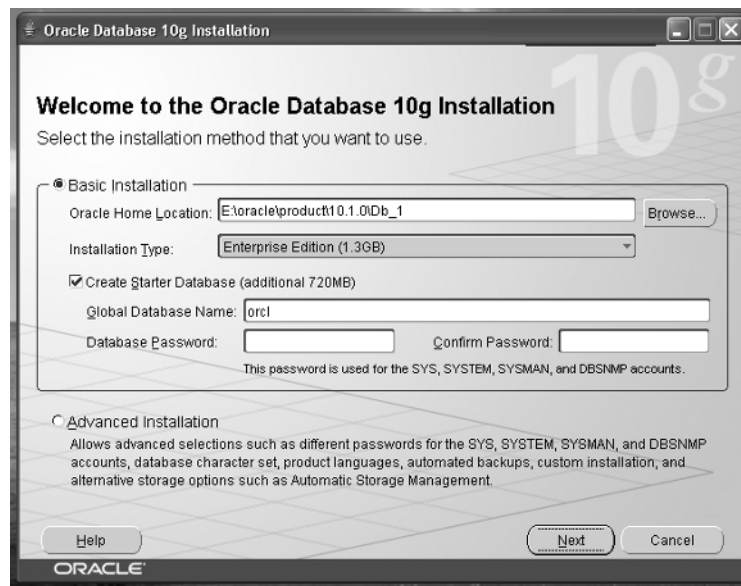 Oracle Database 10g Installation
10g
Welcome to the Oracle Database 10g Installation
Select the installation method that you want to use.
Basic Installation
Oracle Home Location: E:\oracle\product\10.1.0\Db_1 Browse...
Installation Type: Enterprise Edition (1.3GB)
Create Starter Database (additional 720MB)
Global Database Name: orcl
Database Password: Confirm Password:
This password is used for the SYS, SYSTEM, SYSMAN, and DBSNMP accounts.
Advanced Installation
Allows advanced selections such as different passwords for the SYS, SYSTEM, SYSMAN, and DBSNMP
accounts, database character set, product languages, automated backups, custom installation, and
alternative storage options such as Automatic Storage Management.
Help Next Cancel
ORACLE